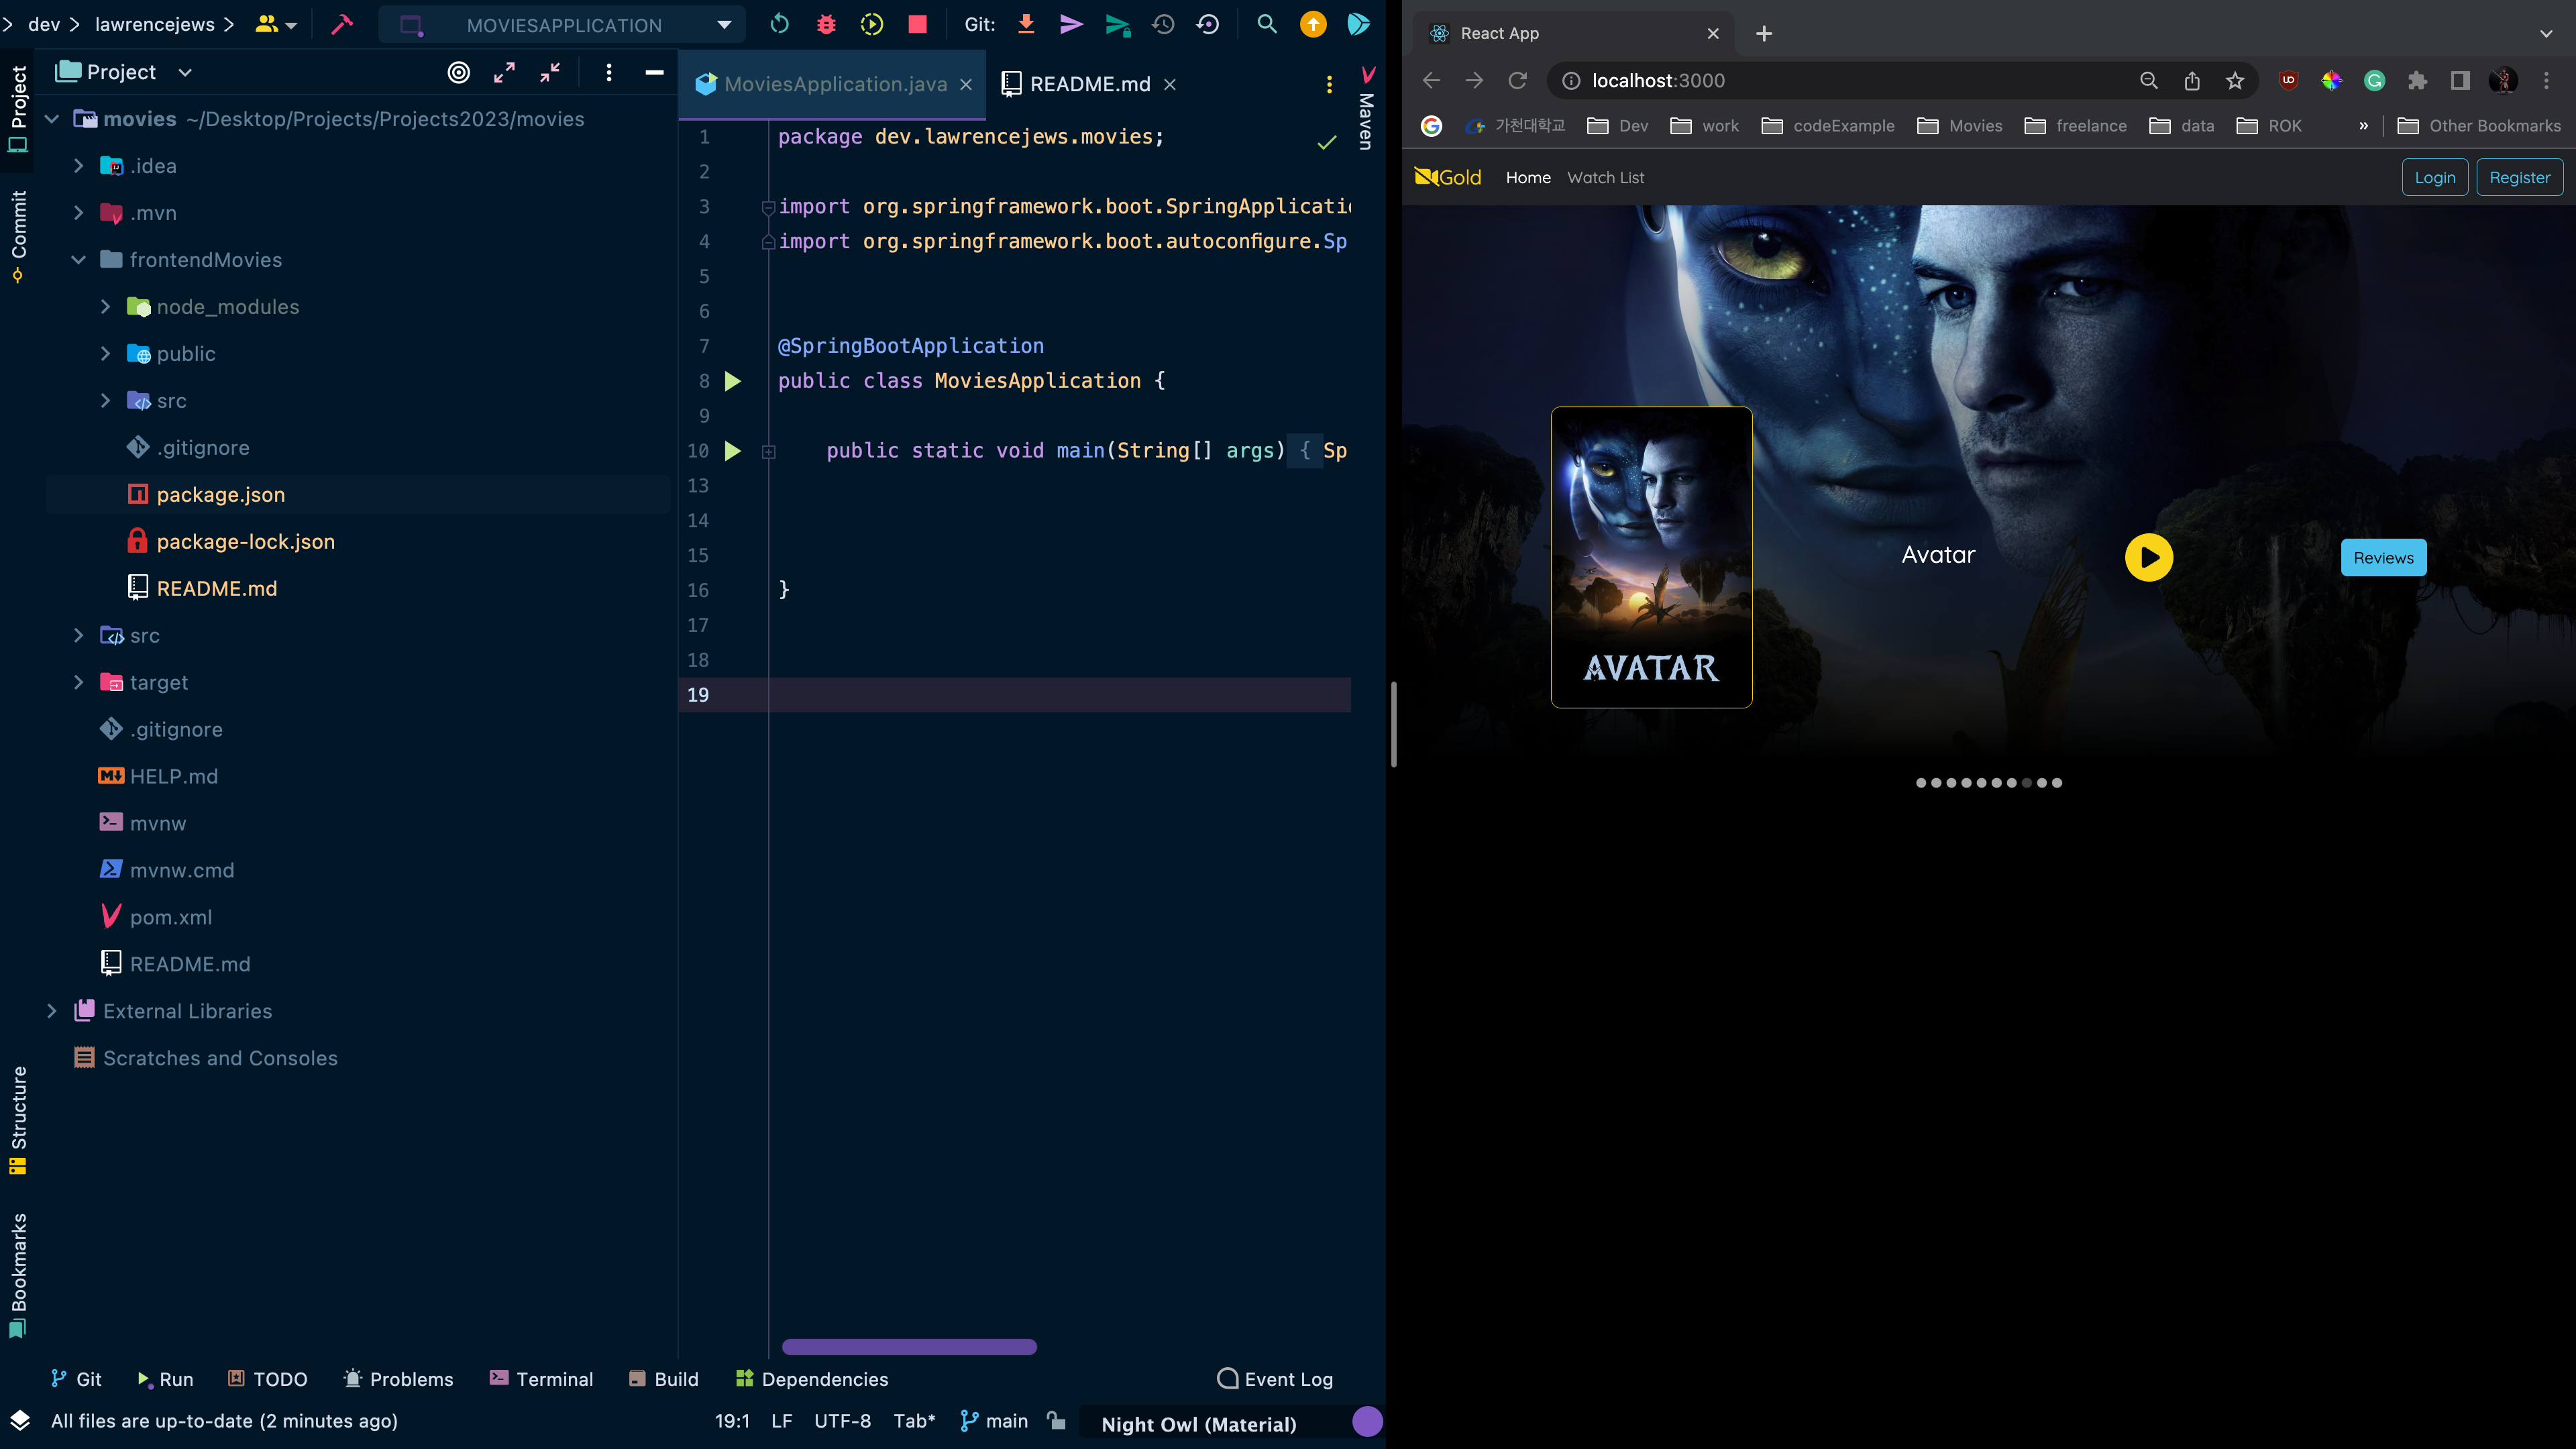 dev lawrencejews MOVIESAPPLICATION Git:
Project
Commit
Structure
Bookmarks
Project
movies ~/Desktop/Projects/Projects2023/movies
.idea
.mvn
frontendMovies
node_modules
public
src
.gitignore
package.json
package-lock.json
README.md
src
target
.gitignore
HELP.md
mvnw
mvnw.cmd
pom.xml
README.md
External Libraries
Scratches and Consoles
MoviesApplication.java README.md
Maven
1 package dev.lawrencejews.movies;
2
3 import org.springframework.boot.SpringApplicati
4 import org.springframework.boot.autoconfigure.Sp
5
6
7 @SpringBootApplication
8 public class MoviesApplication {
9
10 public static void main(String[] args) { Sp
13
14
15
16 }
17
18
19
Git Run TODO Problems Terminal Build Dependencies Event Log
All files are up-to-date (2 minutes ago) 19:1 LF UTF-8 Tab* main Night Owl (Material)
React App
localhost:3000
가천대학교 Dev work codeExample Movies freelance data ROK » Other Bookmarks
Gold Home Watch List Login Register
AVATAR
Avatar
Reviews